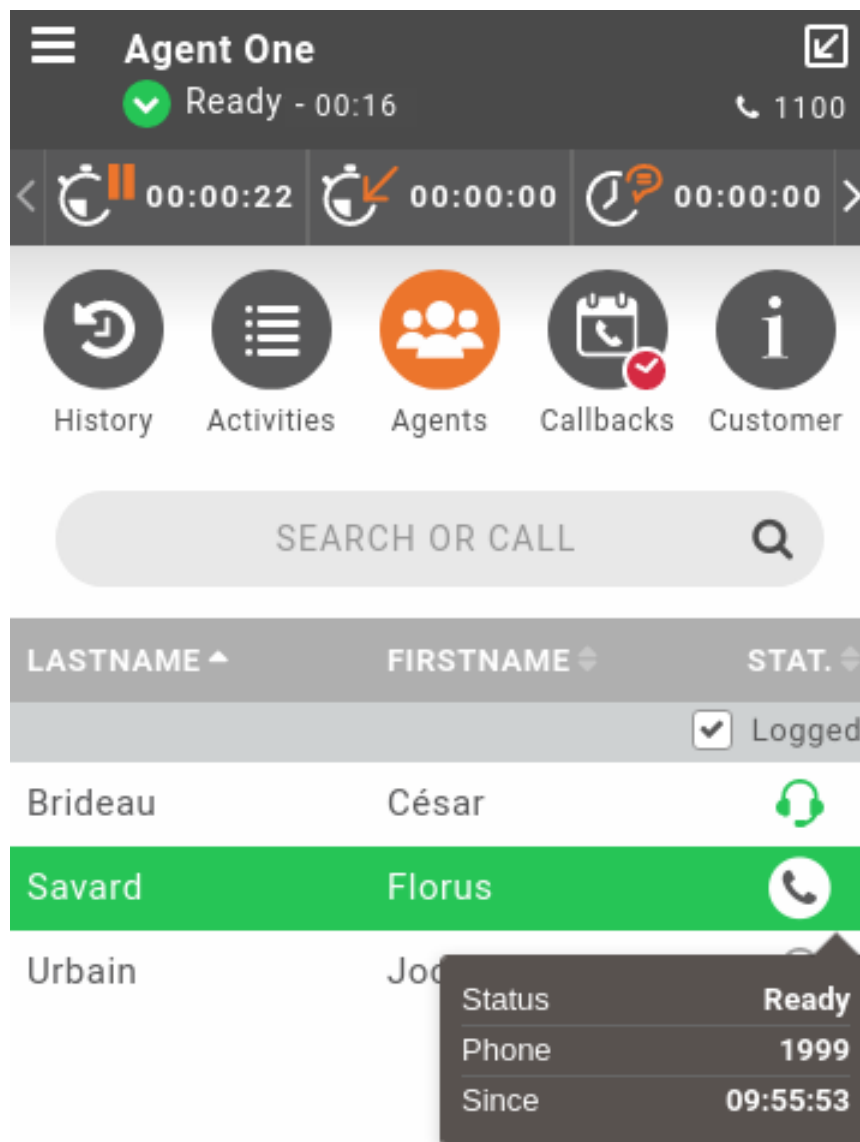 Agent One
Ready - 00:16
1100
00:00:22 00:00:00 00:00:00
History Activities Agents Callbacks Customer
SEARCH OR CALL
LASTNAME FIRSTNAME STAT.
Logged
Brideau César
Savard Florus
Urbain
Status Ready
Phone 1999
Since 09:55:53